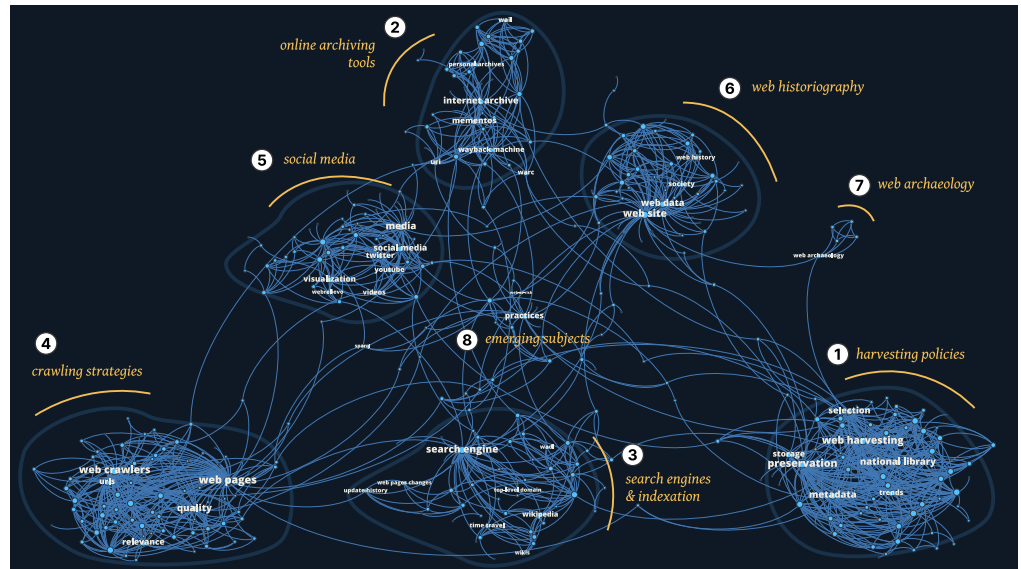 wail
2
online archiving
tools
personal archives
internet archive
mementos
wayback machine
uri
warc
6
web historiography
web history
society
web data
web site
7
web archaeology
web archaeology
5
social media
media
social media
twitter
youtube
visualization
videos
practices
8
emerging subjects
spam
4
crawling strategies
web crawlers
urls
web pages
quality
relevance
search engine
web pages changes
update history
top-level domain
wikipedia
time travel
wikis
3
search engines
& indexation
1
harvesting policies
selection
web harvesting
storage
preservation
national library
metadata
trends